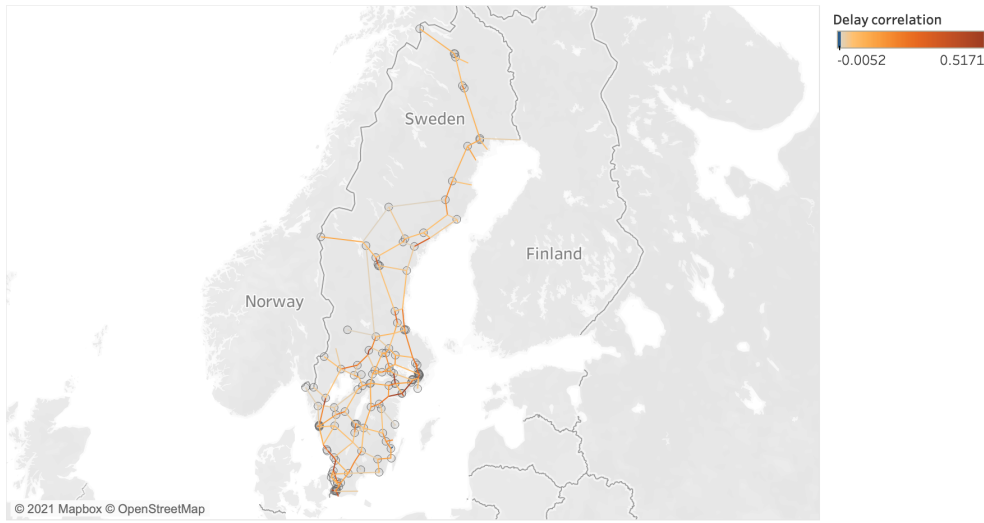 Delay correlation
-0.0052 0.5171
Sweden
Finland
Norway
© 2021 Mapbox © OpenStreetMap